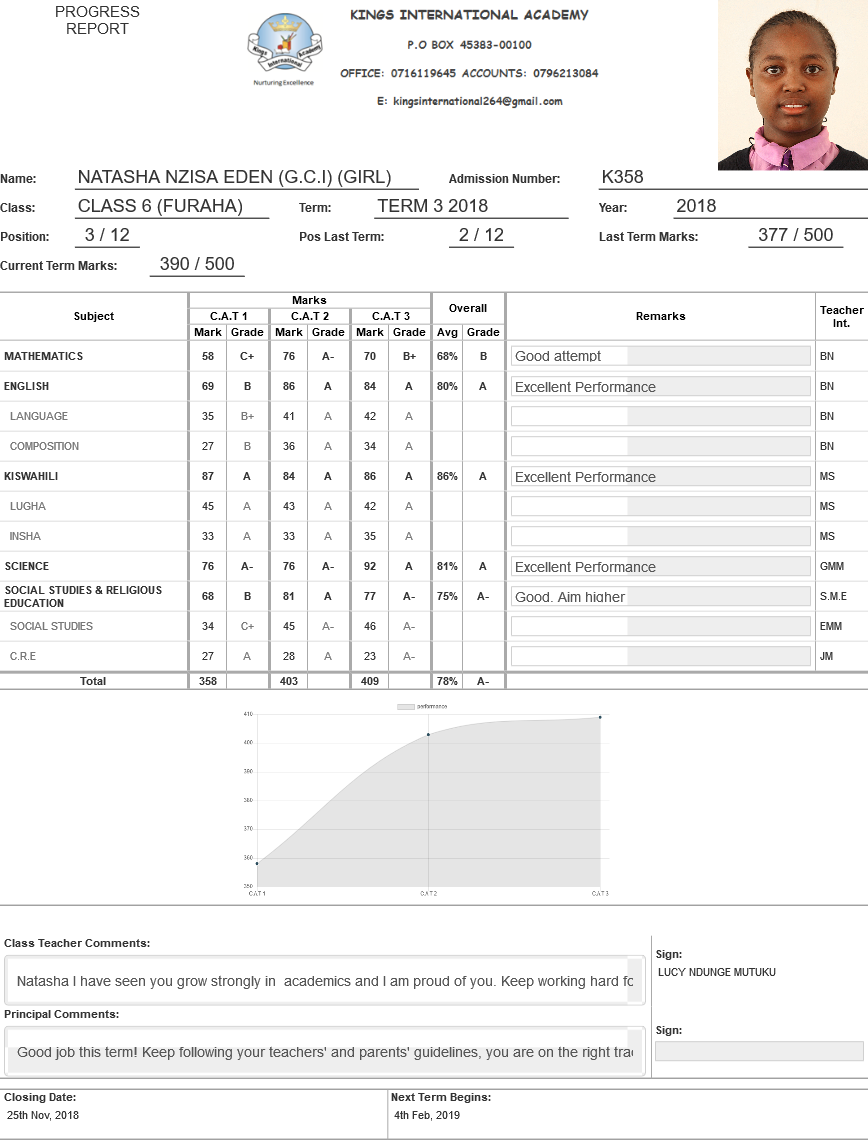 PROGRESS
REPORT
KINGS INTERNATIONAL ACADEMY
P.O BOX 45383-00100
OFFICE: 0716119645 ACCOUNTS: 0796213084
E: kingsinternational264@gmail.com
Kings International Academy
Nurturing Excellence
Name: NATASHA NZISA EDEN (G.C.I) (GIRL) Admission Number: K358
Class: CLASS 6 (FURAHA) Term: TERM 3 2018 Year: 2018
Position: 3 / 12 Pos Last Term: 2 / 12 Last Term Marks: 377 / 500
Current Term Marks: 390 / 500
Subject Marks Overall Remarks Teacher Int.
C.A.T 1 C.A.T 2 C.A.T 3
Mark Grade Mark Grade Mark Grade Avg Grade
MATHEMATICS 58 C+ 76 A- 70 B+ 68% B Good attempt BN
ENGLISH 69 B 86 A 84 A 80% A Excellent Performance BN
LANGUAGE 35 B+ 41 A 42 A BN
COMPOSITION 27 B 36 A 34 A BN
KISWAHILI 87 A 84 A 86 A 86% A Excellent Performance MS
LUGHA 45 A 43 A 42 A MS
INSHA 33 A 33 A 35 A MS
SCIENCE 76 A- 76 A- 92 A 81% A Excellent Performance GMM
SOCIAL STUDIES & RELIGIOUS EDUCATION 68 B 81 A 77 A- 75% A- Good. Aim higher S.M.E
SOCIAL STUDIES 34 C+ 45 A- 46 A- EMM
C.R.E 27 A 28 A 23 A- JM
Total 358 403 409 78% A-
performance
410
400
390
380
370
360
350
C.A.T 1 C.A.T 2 C.A.T 3
Class Teacher Comments:
Natasha I have seen you grow strongly in academics and I am proud of you. Keep working hard
Sign:
LUCY NDUNGE MUTUKU
Principal Comments:
Good job this term! Keep following your teachers' and parents' guidelines, you are on the right
Sign:
Closing Date: Next Term Begins:
25th Nov, 2018 4th Feb, 2019